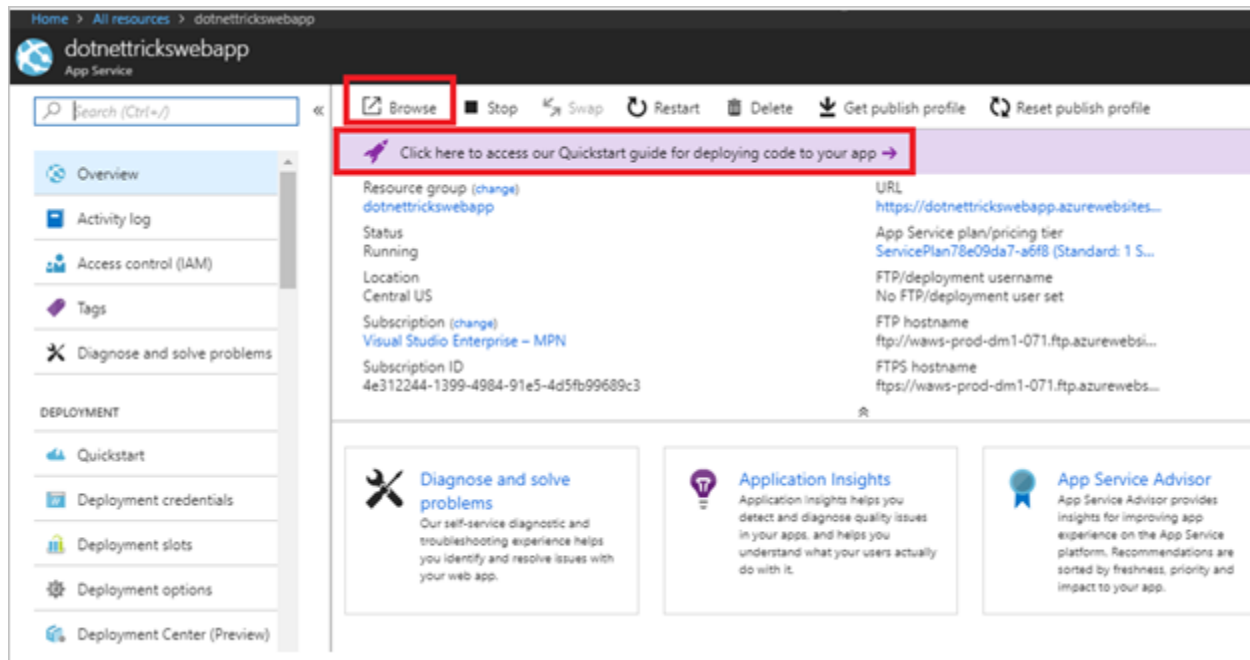 Home > All resources > dotnettrickswebapp
dotnettrickswebapp
App Service
Search (Ctrl+/)
Overview
Activity log
Access control (IAM)
Tags
Diagnose and solve problems
DEPLOYMENT
Quickstart
Deployment credentials
Deployment slots
Deployment options
Deployment Center (Preview)
Browse Stop Swap Restart Delete Get publish profile Reset publish profile
Click here to access our Quickstart guide for deploying code to your app →
Resource group (change)
dotnettrickswebapp
Status
Running
Location
Central US
Subscription (change)
Visual Studio Enterprise – MPN
Subscription ID
4e312244-1399-4984-91e5-4d5fb99689c3
URL
https://dotnettrickswebapp.azurewebsites...
App Service plan/pricing tier
ServicePlan78e09da7-a6f8 (Standard: 1 S...
FTP/deployment username
No FTP/deployment user set
FTP hostname
ftp://waws-prod-dm1-071.ftp.azurewebsi...
FTPS hostname
ftps://waws-prod-dm1-071.ftp.azurewebs...
Diagnose and solve
problems
Our self-service diagnostic and
troubleshooting experience helps
you identify and resolve issues with
your web app.
Application Insights
Application Insights helps you
detect and diagnose quality issues
in your apps, and helps you
understand what your users actually
do with it.
App Service Advisor
App Service Advisor provides
insights for improving app
experience on the App Service
platform. Recommendations are
sorted by freshness, priority and
impact to your app.